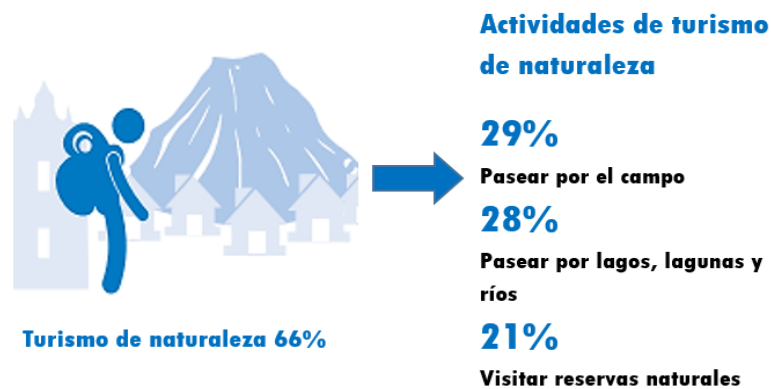 Actividades de turismo
de naturaleza
29%
Pasear por el campo
28%
Pasear por lagos, lagunas y
ríos
21%
Visitar reservas naturales
Turismo de naturaleza 66%